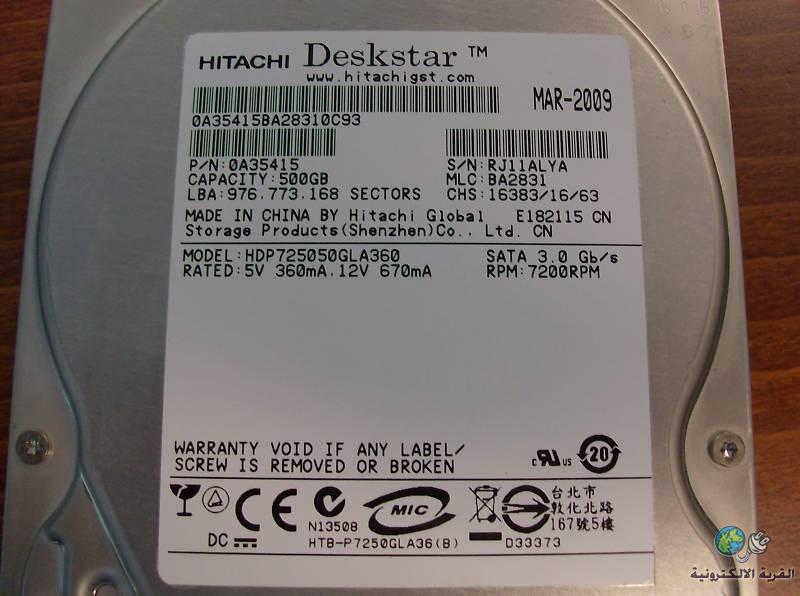 HITACHI Deskstar™
www.hitachigst.com
MAR-2009
0A35415BA28310C93
P/N:0A35415 S/N:RJ11ALYA
CAPACITY:500GB MLC:BA2831
LBA:976.773.168 SECTORS CHS:16383/16/63
MADE IN CHINA BY Hitachi Global E182115 CN
Storage Products(Shenzhen)Co., Ltd. CN
MODEL:HDP725050GLA360 SATA 3.0 Gb/s
RATED:5V 360mA.12V 670mA RPM:7200RPM
WARRANTY VOID IF ANY LABEL/
SCREW IS REMOVED OR BROKEN
c RU US 20
台北市
敦化北路
167號5樓
CE N13508 MIC
DC HTB-P7250GLA36(B) D33373
القرية الالكترونية